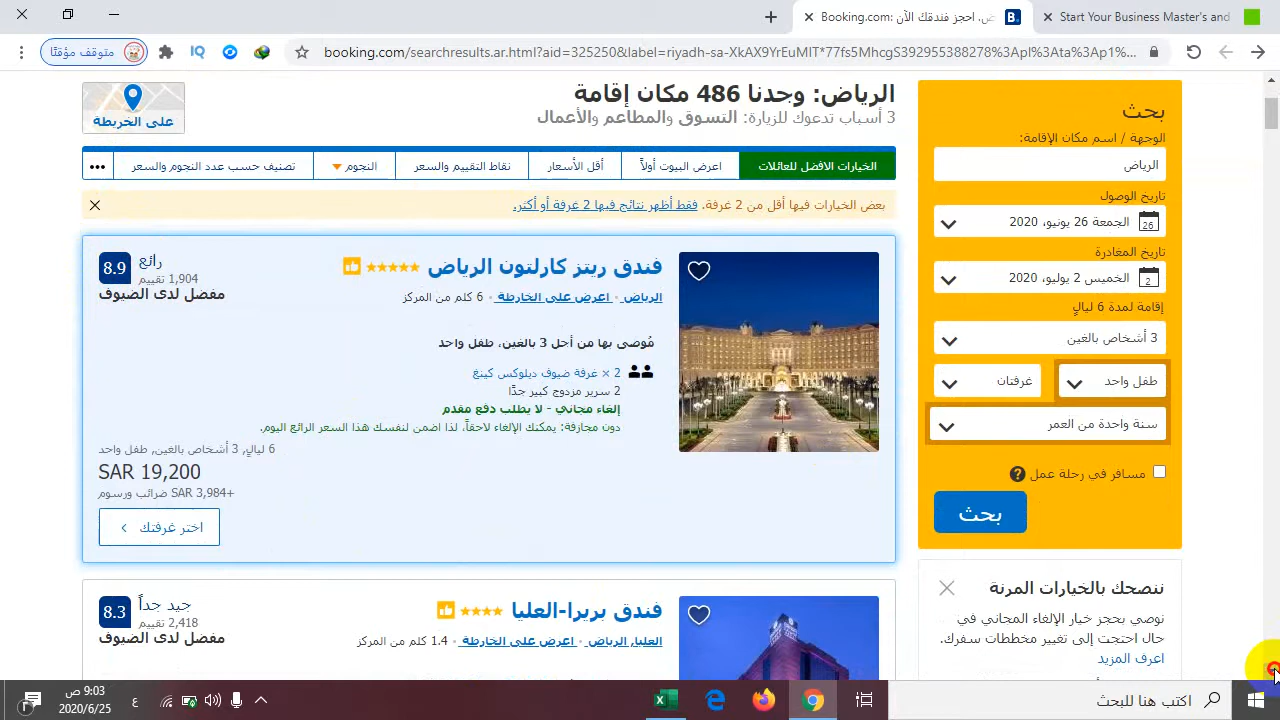 Booking.com: ض. احجز فندقك الآن
Start Your Business Master's and
متوقف مؤقتًا
booking.com/searchresults.ar.html?aid=325250&label=riyadh-sa-XkAX9YrEuMIT*7Yfs5MhcgS392955338278%3Apl%3Ata%3Ap1%...
على الخريطة
الرياض: وجدنا 486 مكان إقامة
3 أسباب تدعوك للزيارة: التسوق والمطاعم والأعمال
الخيارات الافضل للعائلات
اعرض البيوت أولاً
أقل الأسعار
نقاط التقييم والسعر
النجوم
تصنيف حسب عدد النجوم والسعر
بعض الخيارات فيها أقل من 2 غرفة. فقط أظهر نتائج فيها 2 غرفة أو أكثر.
فندق ريتز كارلتون الرياض
الرياض • اعرض على الخارطة • 6 كلم من المركز
رائع
8.9
1,904 تقييم
مفضل لدى الضيوف
مُوصى بها من أجل 3 بالغين، طفل واحد
2 × غرفة ضيوف ديلوكس كينغ
2 سرير مزدوج كبير جدًا
إلغاء مجاني - لا يطلب دفع مقدم
دون مجازفة: يمكنك الإلغاء لاحقاً، لذا اضمن لنفسك هذا السعر الرائع اليوم.
6 ليالٍ, 3 أشخاص بالغين, طفل واحد
SAR 19,200
+SAR 3,984 ضرائب ورسوم
اختر غرفتك
فندق بريرا-العليا
العليا, الرياض • اعرض على الخارطة • 1.4 كلم من المركز
جيد جداً
8.3
2,418 تقييم
مفضل لدى الضيوف
بحث
الوجهة / اسم مكان الإقامة:
الرياض
تاريخ الوصول
الجمعة 26 يونيو، 2020
26
تاريخ المغادرة
الخميس 2 يوليو، 2020
2
إقامة لمدة 6 ليالٍ
3 أشخاص بالغين
طفل واحد
غرفتان
سنة واحدة من العمر
مسافر في رحلة عمل
بحث
ننصحك بالخيارات المرنة
نوصي بحجز خيار الإلغاء المجاني في
حال احتجت إلى تغيير مخططات سفرك.
اعرف المزيد
اكتب هنا للبحث
ع
9:03 ص
2020/6/25